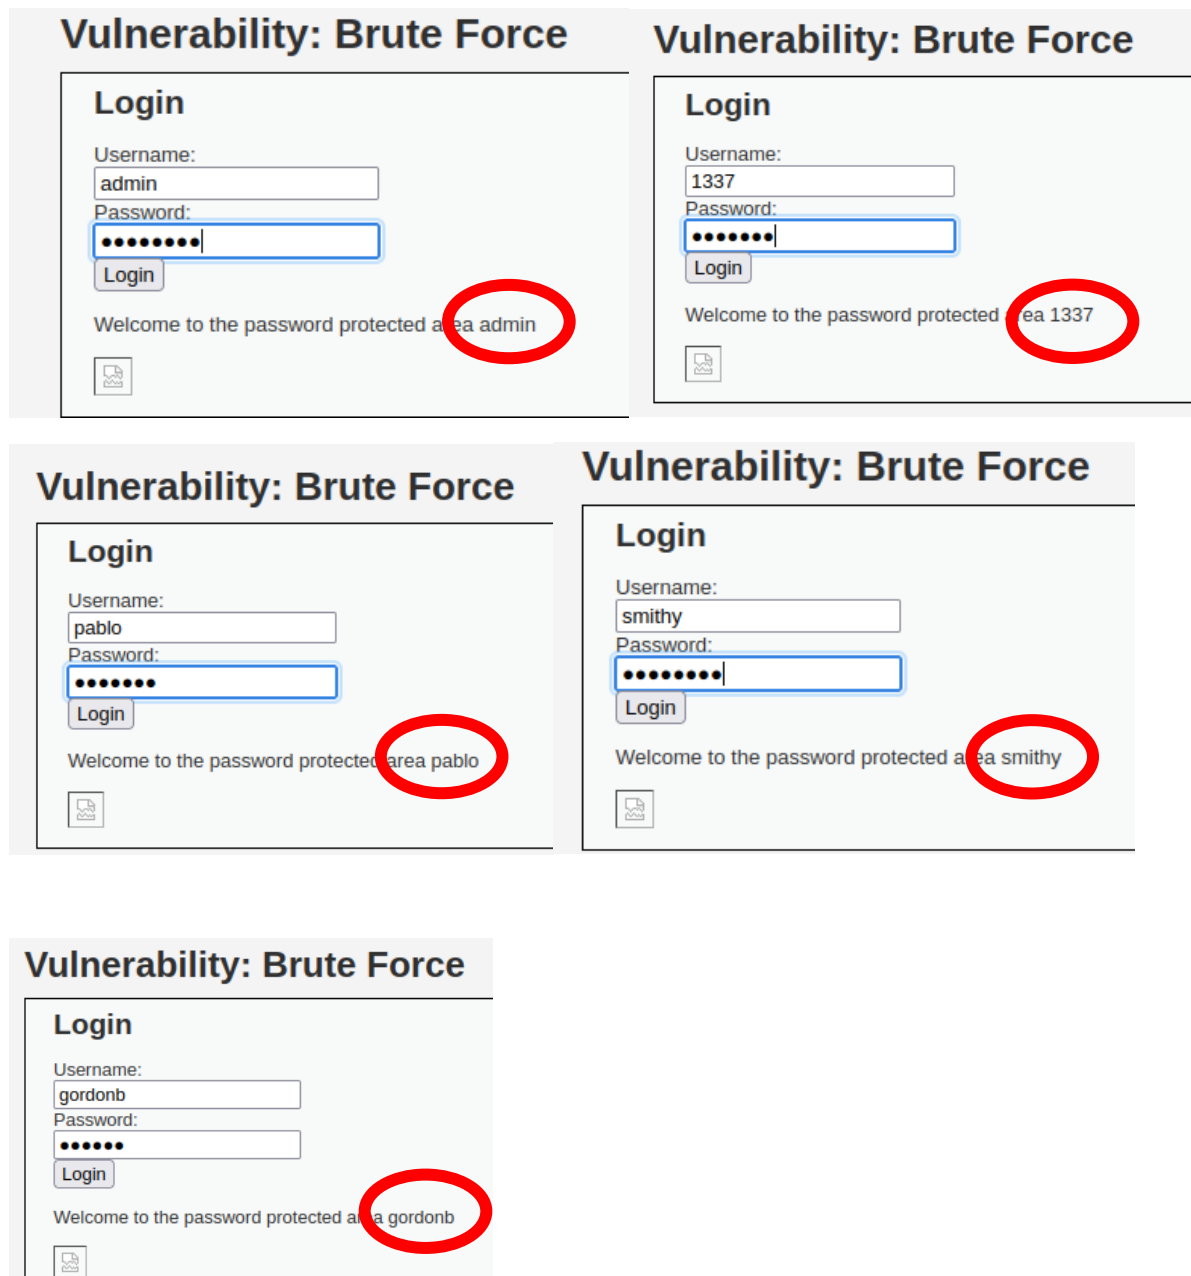 Vulnerability: Brute Force
Login
Username:
admin
Password:
••••••••
Login
Welcome to the password protected area admin
Vulnerability: Brute Force
Login
Username:
1337
Password:
•••••••
Login
Welcome to the password protected area 1337
Vulnerability: Brute Force
Login
Username:
pablo
Password:
•••••••
Login
Welcome to the password protected area pablo
Vulnerability: Brute Force
Login
Username:
smithy
Password:
••••••••
Login
Welcome to the password protected area smithy
Vulnerability: Brute Force
Login
Username:
gordonb
Password:
••••••
Login
Welcome to the password protected area gordonb